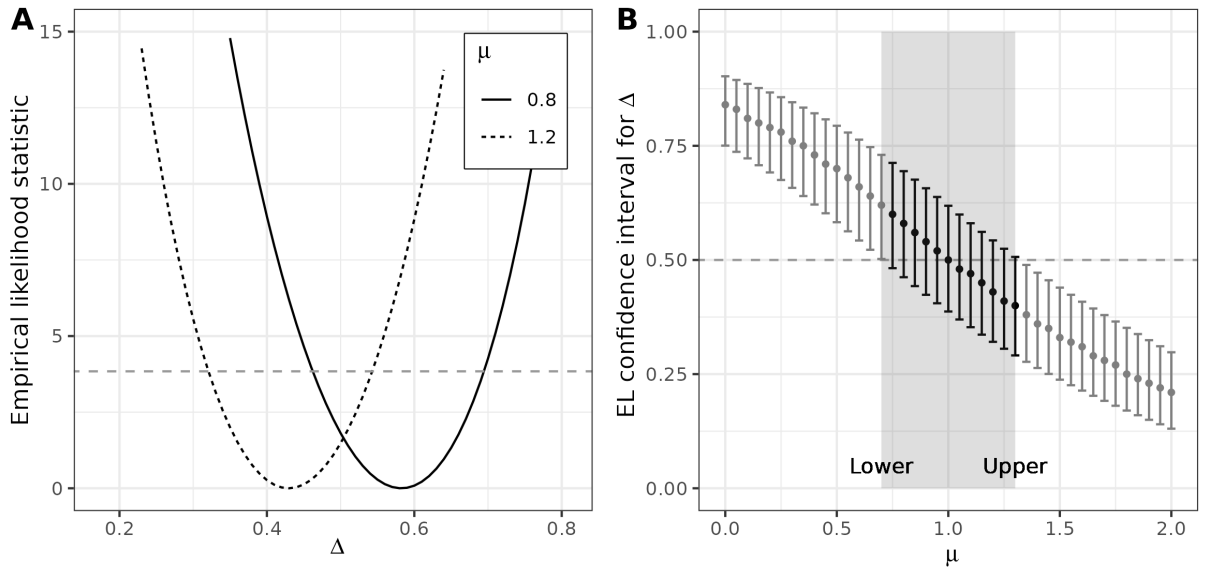 A
Empirical likelihood statistic
15
10
5
0
μ
0.8
1.2
0.2
0.4
0.6
0.8
Δ
B
EL confidence interval for Δ
1.00
0.75
0.50
0.25
0.00
Lower
Upper
0.0
0.5
1.0
1.5
2.0
μ